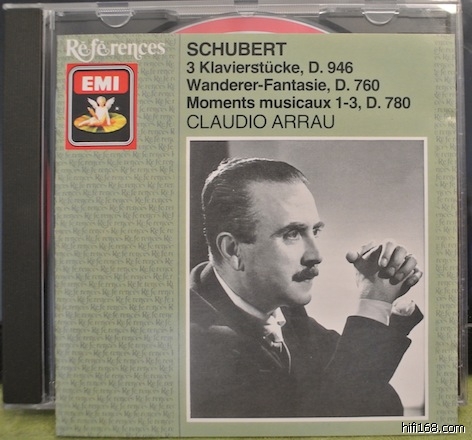 Références
EMI
SCHUBERT
3 Klavierstücke, D. 946
Wanderer-Fantasie, D. 760
Moments musicaux 1-3, D. 780
CLAUDIO ARRAU
hifi168.com